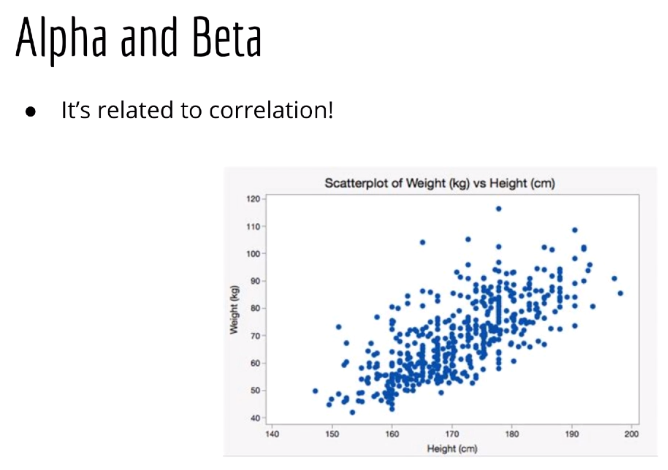 Alpha and Beta
● It's related to correlation!
Scatterplot of Weight (kg) vs Height (cm)
120
110
100
90
80
70
60
50
40
Weight (kg)
140 150 160 170 180 190 200
Height (cm)